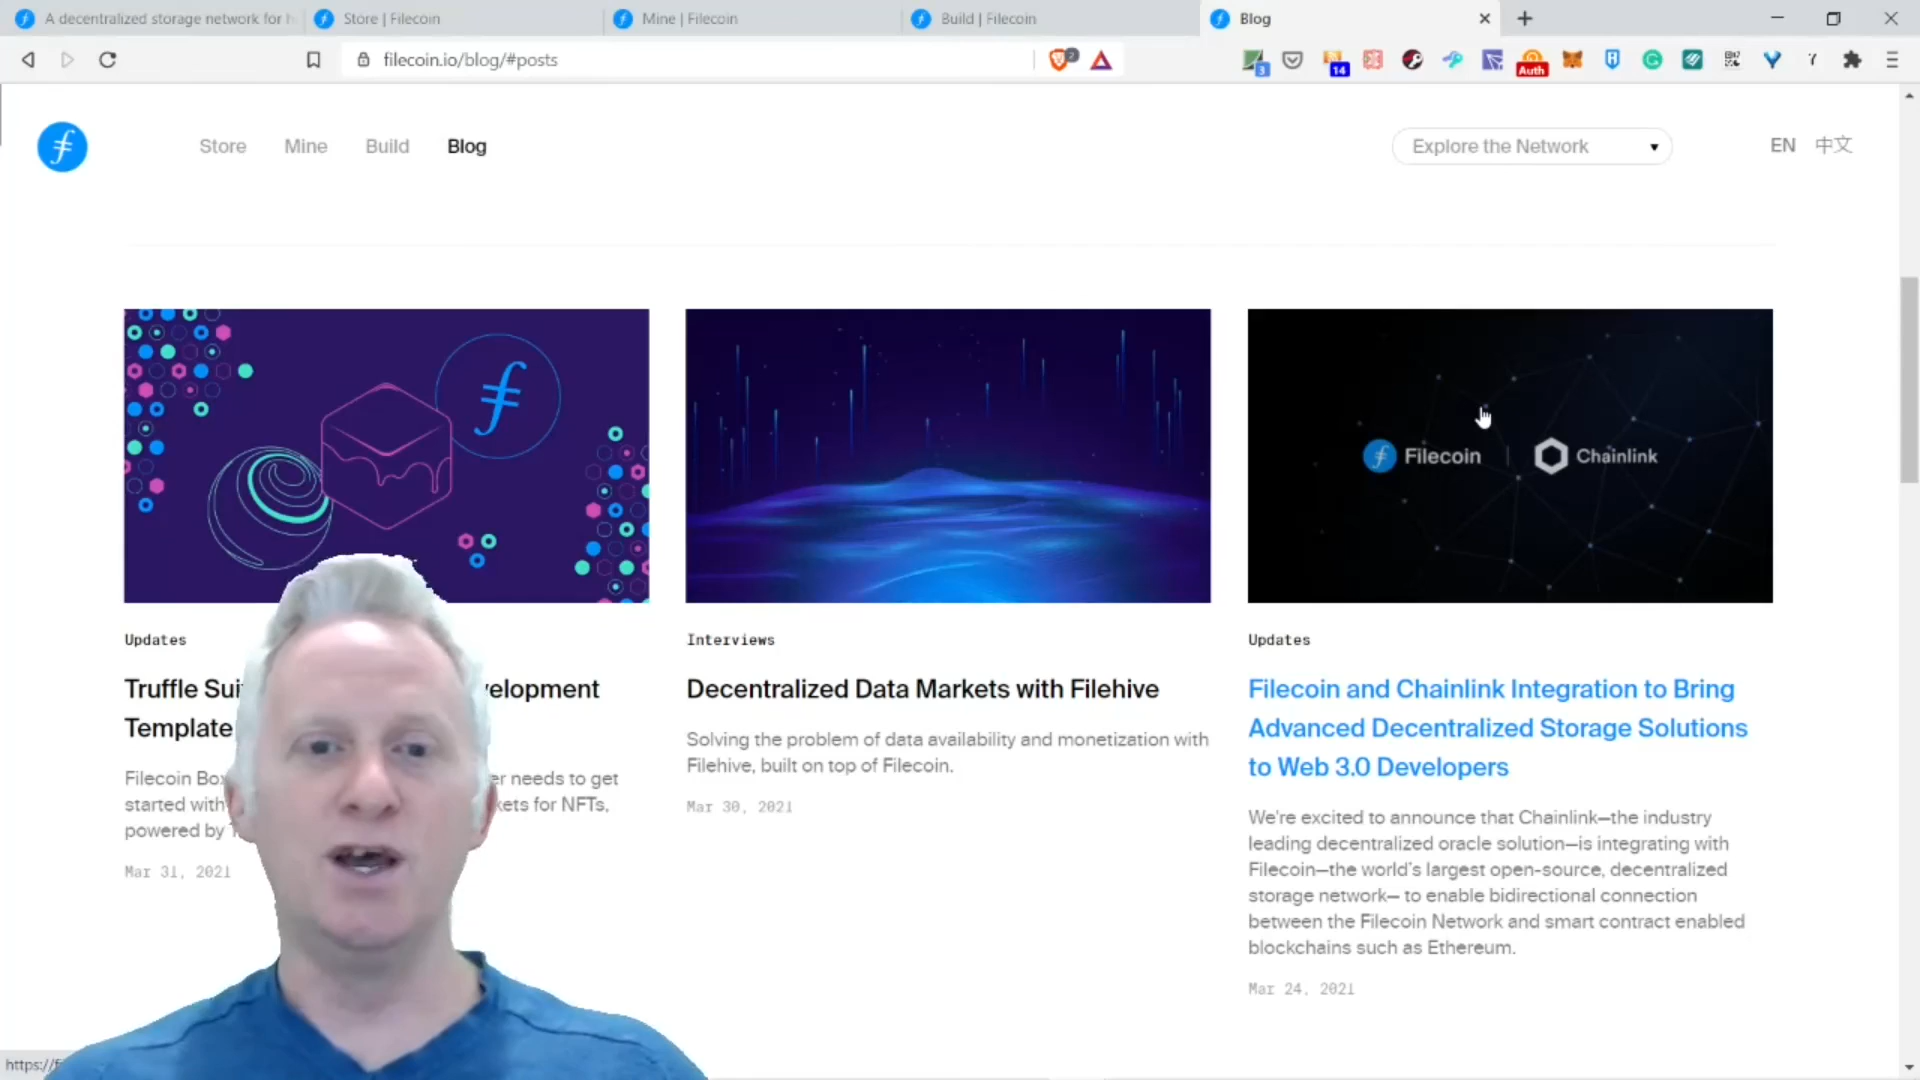 A decentralized storage network for h
Store | Filecoin
Mine | Filecoin
Build | Filecoin
Blog
filecoin.io/blog/#posts
2
3
14
Auth
Store
Mine
Build
Blog
Explore the Network
EN
中文
Filecoin
Chainlink
Updates
Truffle Sui
velopment
Template
Filecoin Box
er needs to get
started with
kets for NFTs,
powered by T
Mar 31, 2021
Interviews
Decentralized Data Markets with Filehive
Solving the problem of data availability and monetization with
Filehive, built on top of Filecoin.
Mar 30, 2021
Updates
Filecoin and Chainlink Integration to Bring
Advanced Decentralized Storage Solutions
to Web 3.0 Developers
We're excited to announce that Chainlink—the industry
leading decentralized oracle solution—is integrating with
Filecoin—the world's largest open-source, decentralized
storage network— to enable bidirectional connection
between the Filecoin Network and smart contract enabled
blockchains such as Ethereum.
Mar 24, 2021
https://f